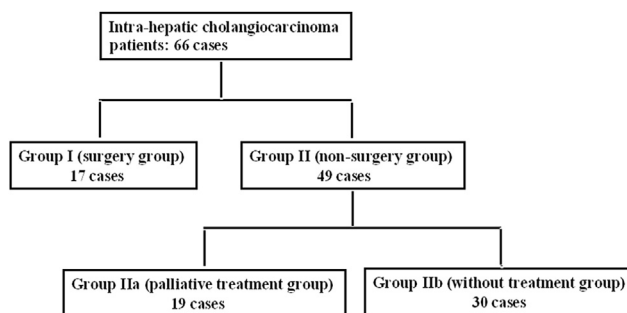 Intra-hepatic cholangiocarcinoma
patients: 66 cases
Group I (surgery group)
17 cases
Group II (non-surgery group)
49 cases
Group IIa (palliative treatment group)
19 cases
Group IIb (without treatment group)
30 cases